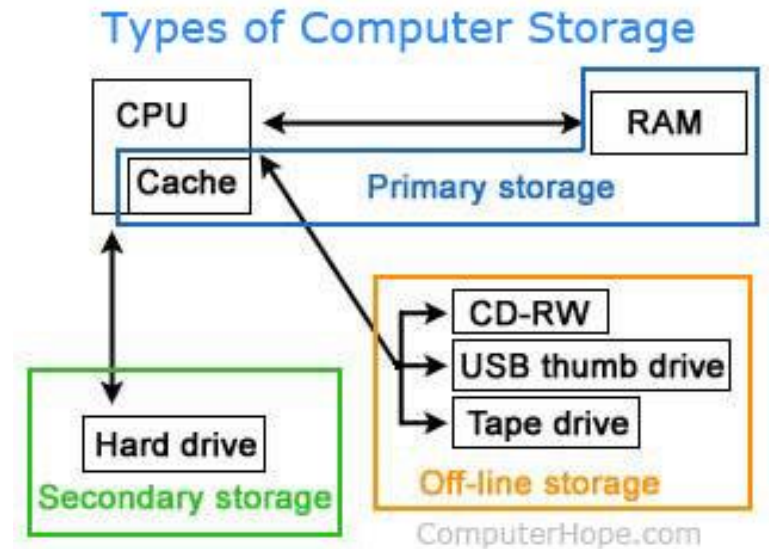 Types of Computer Storage
CPU
Cache
RAM
Primary storage
Hard drive
Secondary storage
CD-RW
USB thumb drive
Tape drive
Off-line storage
ComputerHope.com